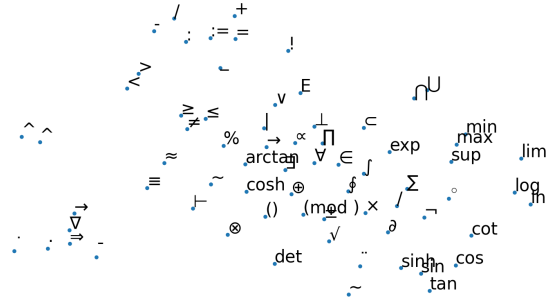 / +
- : := =
!
_
>
<
E
∨
⋂ ⋃
≥ ≤
≠
| ⊥ ⊂
^ ^
min
max
% → ∝ ∏
exp
sup
lim
≈ arctan ∃ ∀ ∈
∫
≡ ~ cosh ⊕ ∮ ∑ ◦ log
ln
⊢ () (mod ) ± × / ¬
→
∇
⊗ √ ∂ cot
⇒
. . -
det ¨ sinh sin cos
tan
~